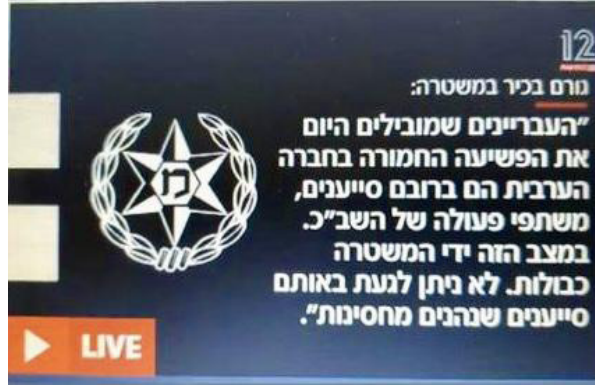 12
גורם בכיר במשטרה:
"העבריינים שמובילים היום
את הפשיעה החמורה בחברה
הערבית הם ברובם סייענים,
משתפי פעולה של השב"כ.
במצב הזה ידי המשטרה
כבולות. לא ניתן לגעת באותם
סייענים שנהנים מחסינות".
LIVE